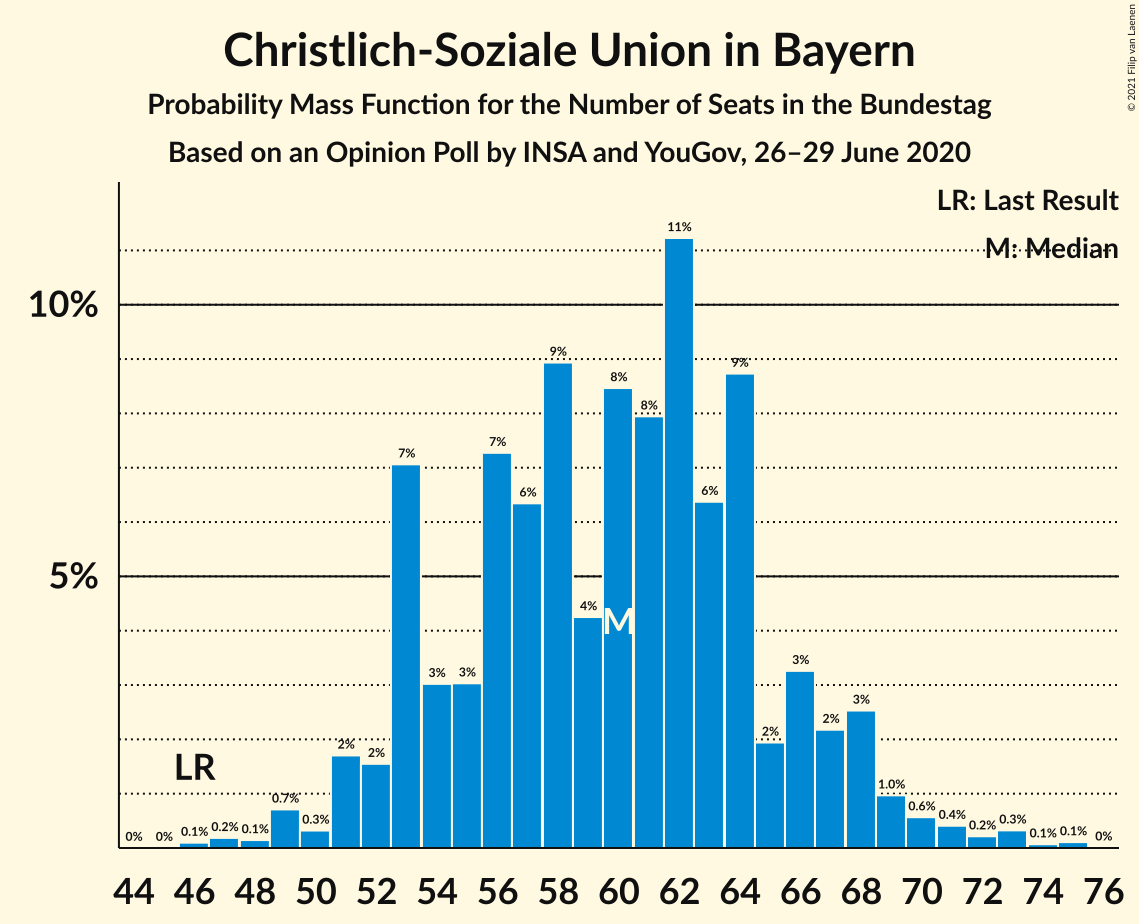 Christlich-Soziale Union in Bayern
Probability Mass Function for the Number of Seats in the Bundestag
Based on an Opinion Poll by INSA and YouGov, 26–29 June 2020
© 2021 Filip van Laenen
LR: Last Result
M: Median
10%
5%
0% 0% 0.1% 0.2% 0.1% 0.7% 0.3% 2% 2% 7% 3% 3% 7% 6% 9% 4% 8% 8% 11% 6% 9% 2% 3% 2% 3% 1.0% 0.6% 0.4% 0.2% 0.3% 0.1% 0.1% 0%
LR
M
44 46 48 50 52 54 56 58 60 62 64 66 68 70 72 74 76